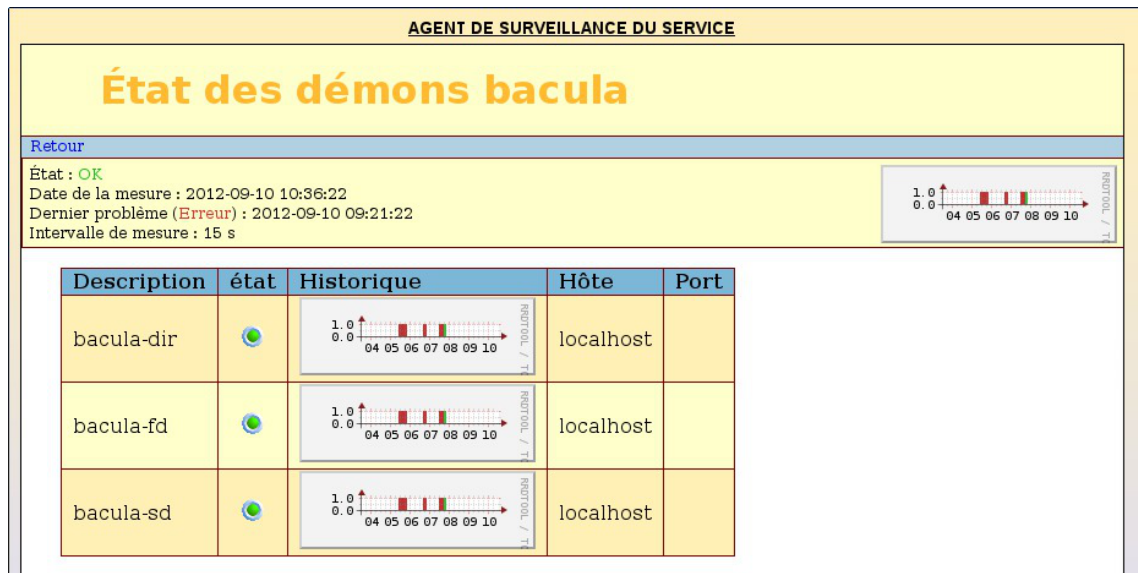 AGENT DE SURVEILLANCE DU SERVICE
État des démons bacula
Retour
État : OK
Date de la mesure : 2012-09-10 10:36:22
Dernier problème (Erreur) : 2012-09-10 09:21:22
Intervalle de mesure : 15 s
1.0
0.0
04 05 06 07 08 09 10
RRDTOOL / TO
Description état Historique Hôte Port
bacula-dir
1.0
0.0
04 05 06 07 08 09 10
RRDTOOL / TO
localhost
bacula-fd
1.0
0.0
04 05 06 07 08 09 10
RRDTOOL / TO
localhost
bacula-sd
1.0
0.0
04 05 06 07 08 09 10
RRDTOOL / TO
localhost